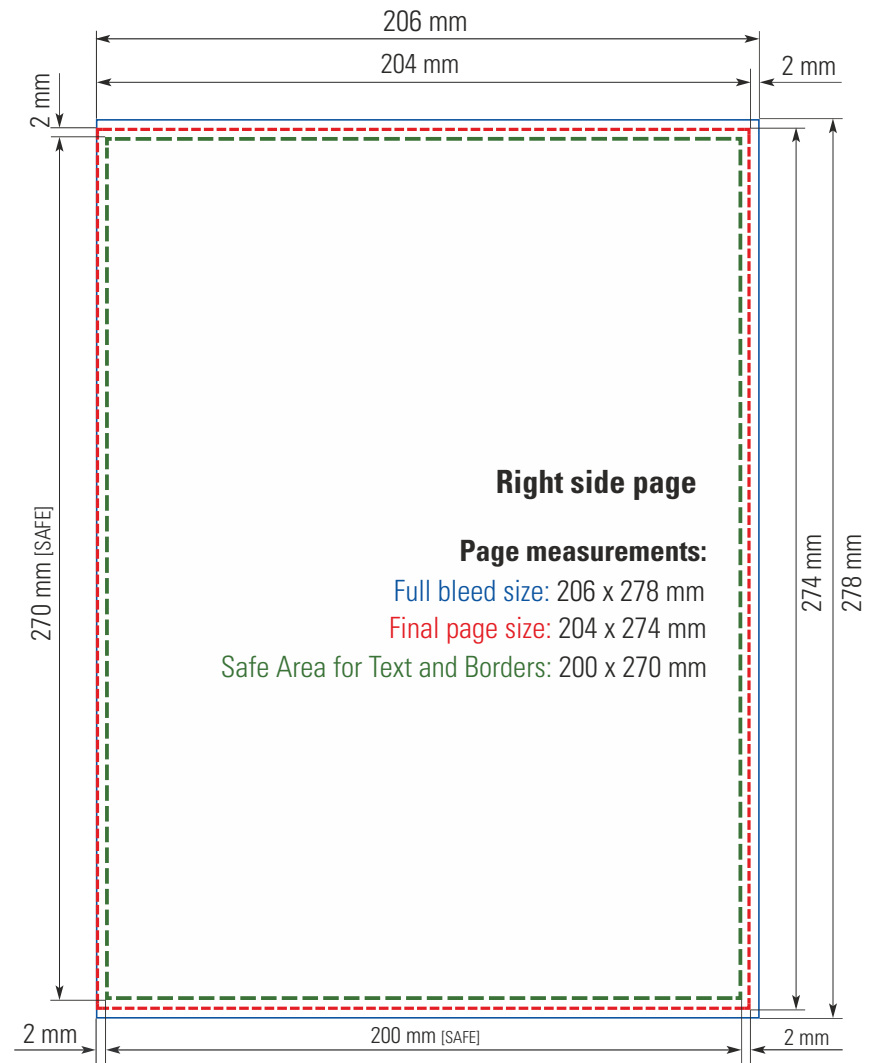 206 mm
204 mm
2 mm
2 mm
270 mm [SAFE]
Right side page
Page measurements:
Full bleed size: 206 x 278 mm
Final page size: 204 x 274 mm
Safe Area for Text and Borders: 200 x 270 mm
274 mm
278 mm
2 mm
200 mm [SAFE]
2 mm